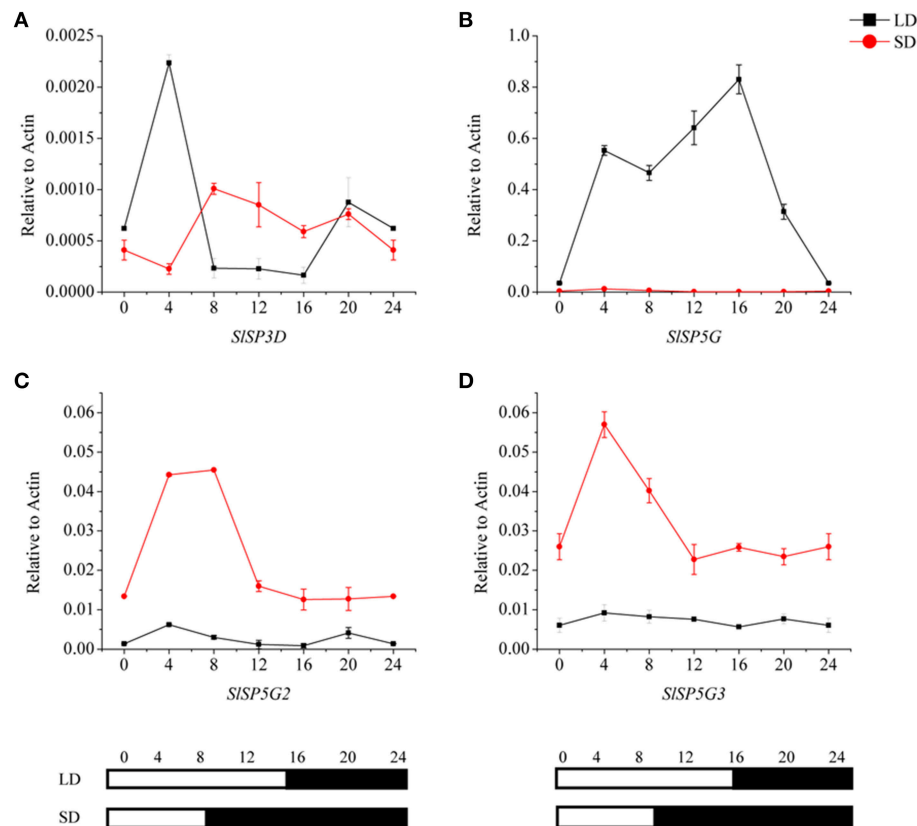 A
B
LD
SD
Relative to Actin
0.0025
0.0020
0.0015
0.0010
0.0005
0.0000
0 4 8 12 16 20 24
SlSP3D
Relative to Actin
1.0
0.8
0.6
0.4
0.2
0.0
0 4 8 12 16 20 24
SlSP5G
C
D
Relative to Actin
0.06
0.05
0.04
0.03
0.02
0.01
0.00
0 4 8 12 16 20 24
SlSP5G2
Relative to Actin
0.06
0.05
0.04
0.03
0.02
0.01
0.00
0 4 8 12 16 20 24
SlSP5G3
0 4 8 12 16 20 24
0 4 8 12 16 20 24
LD
SD